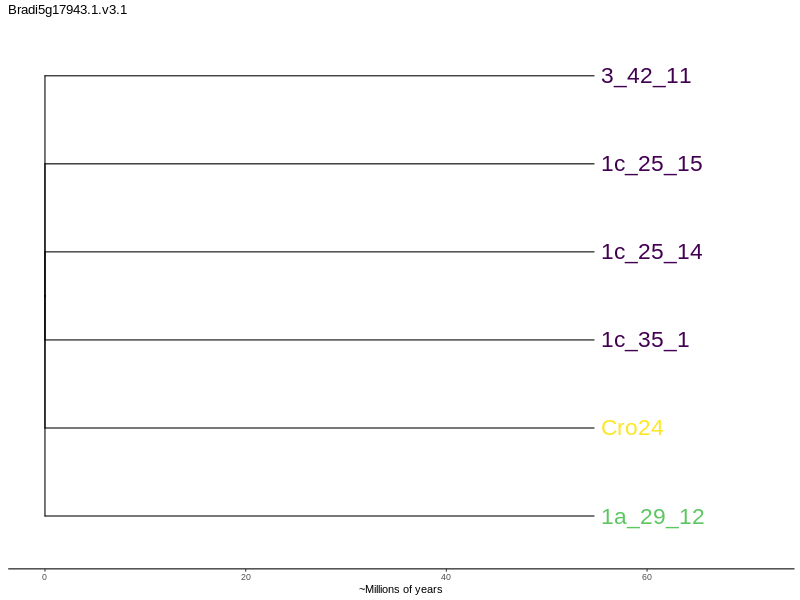 Bradi5g17943.1.v3.1
3_42_11
1c_25_15
1c_25_14
1c_35_1
Cro24
1a_29_12
0 20 40 60
~Millions of years